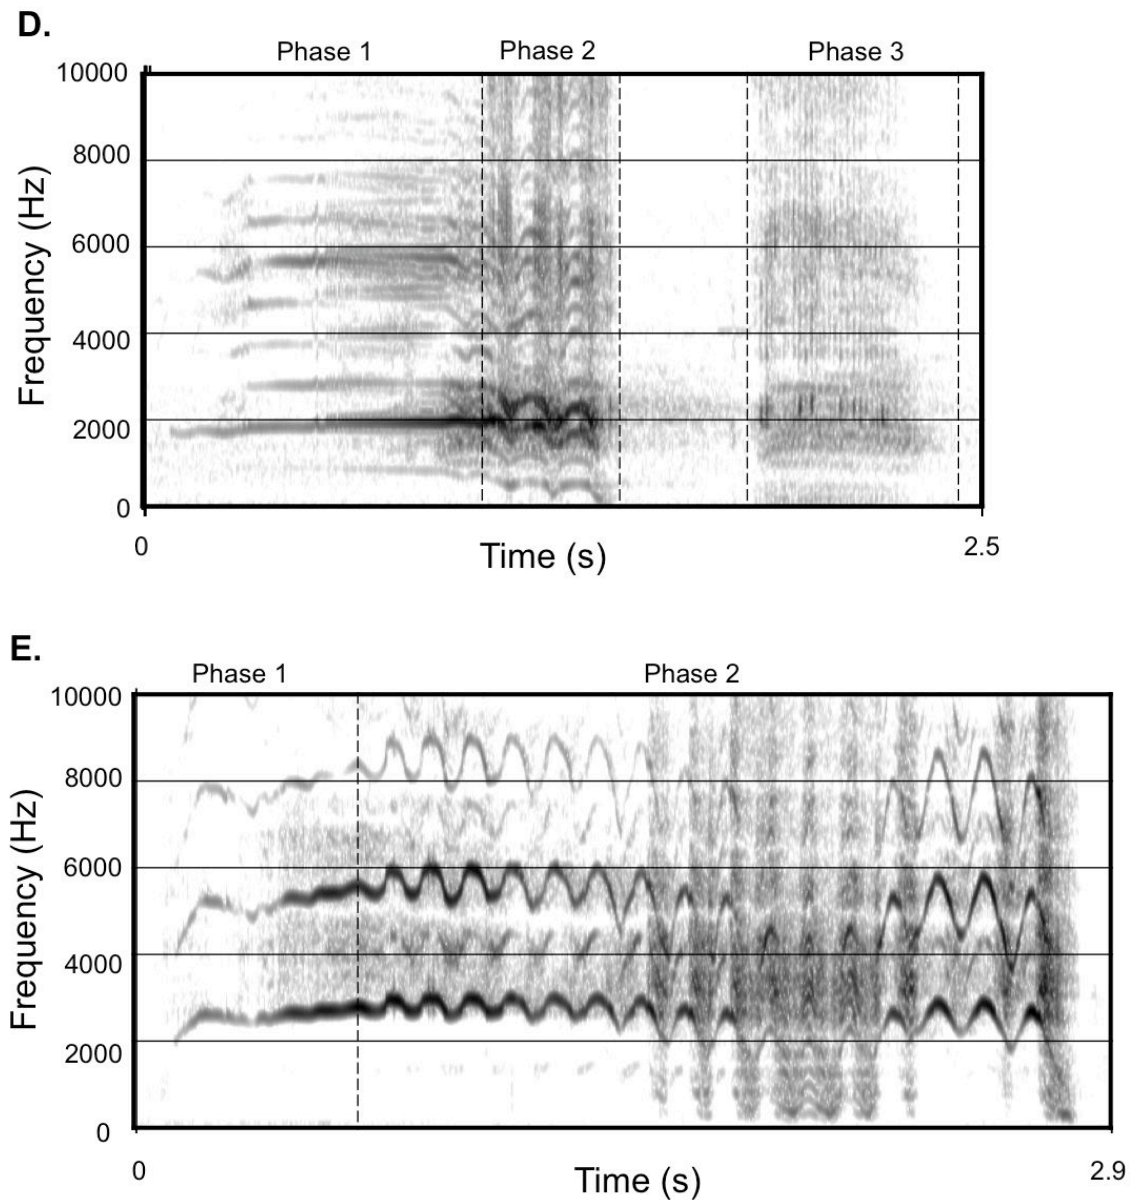 D.
Phase 1 Phase 2 Phase 3
10000
8000
6000
4000
2000
0
Frequency (Hz)
0 2.5
Time (s)
E.
Phase 1 Phase 2
10000
8000
6000
4000
2000
0
Frequency (Hz)
0 2.9
Time (s)